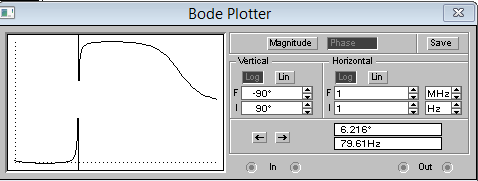 Bode Plotter
Magnitude Phase Save
Vertical Horizontal
Log Lin Log Lin
F -90° F 1 MHz
I 90° I 1 Hz
← → 6.216°
79.61Hz
In Out